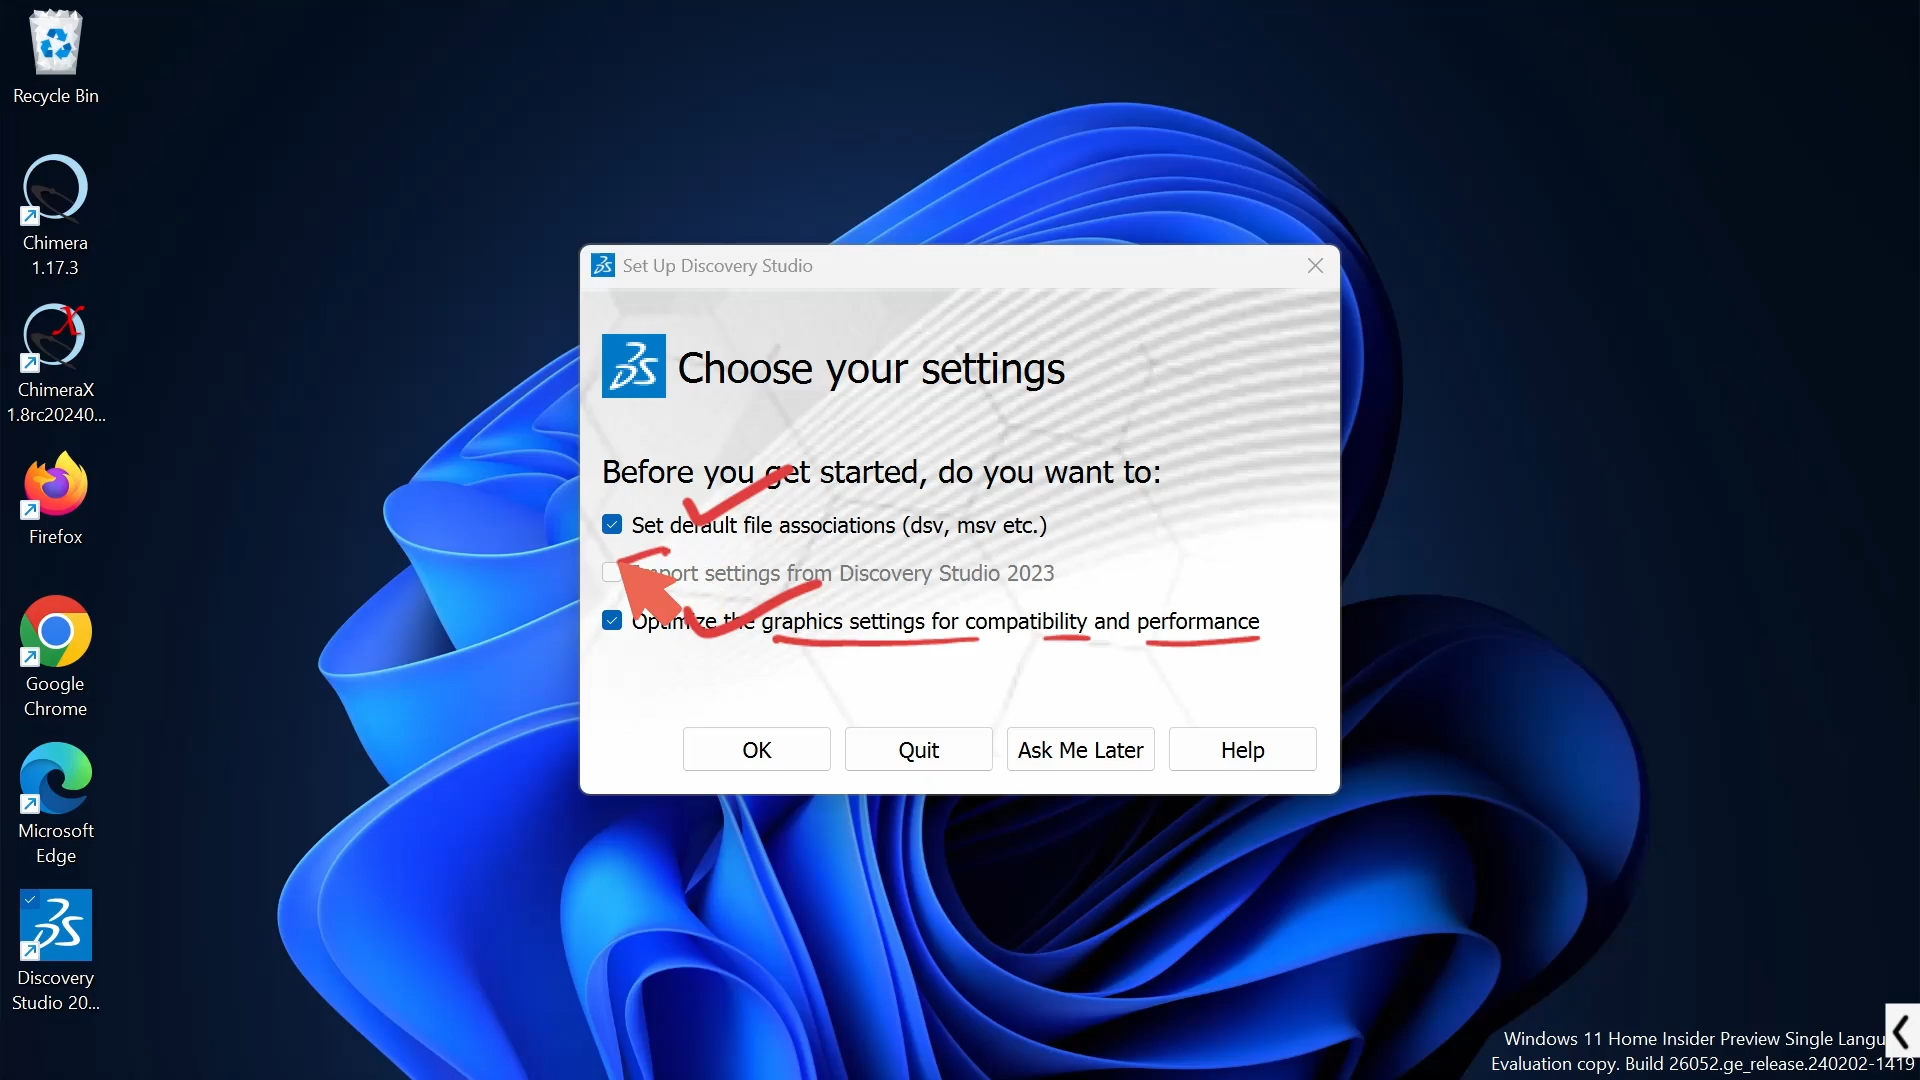 Recycle Bin
Chimera
1.17.3
ChimeraX
1.8rc20240...
Firefox
Google
Chrome
Microsoft
Edge
Discovery
Studio 20...
Set Up Discovery Studio
Choose your settings
Before you get started, do you want to:
Set default file associations (dsv, msv etc.)
Import settings from Discovery Studio 2023
Optimize the graphics settings for compatibility and performance
OK
Quit
Ask Me Later
Help
Windows 11 Home Insider Preview Single Langu
Evaluation copy. Build 26052.ge_release.240202-1419